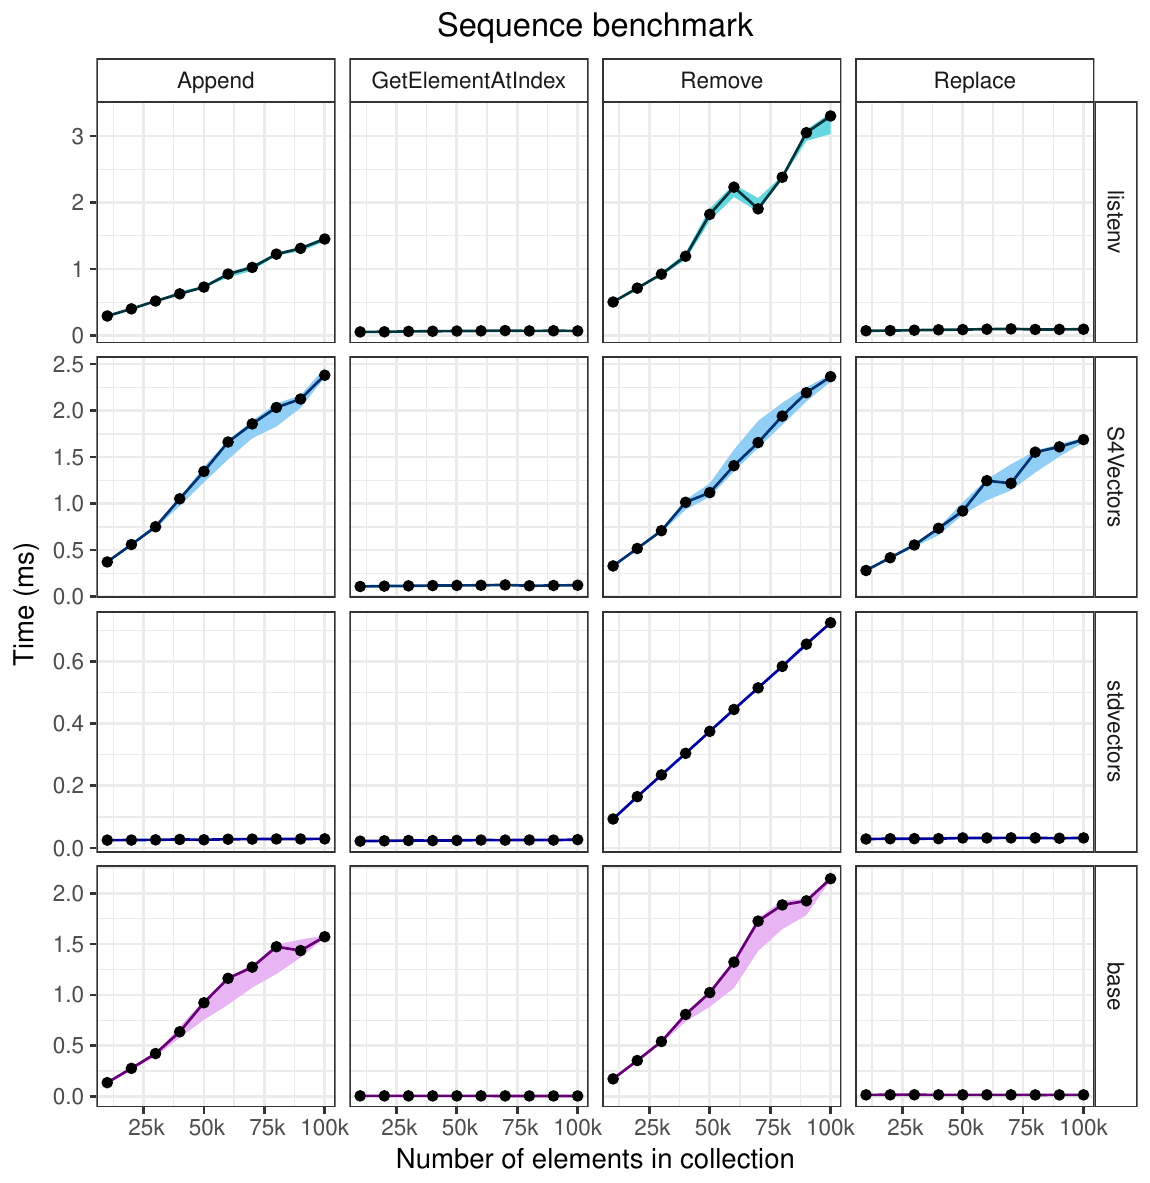 Sequence benchmark
Append
GetElementAtIndex
Remove
Replace
3
2
1
0
listenv
2.5
2.0
1.5
1.0
0.5
0.0
S4Vectors
Time (ms)
0.6
0.4
0.2
0.0
stdvectors
2.0
1.5
1.0
0.5
0.0
base
25k 50k 75k 100k 25k 50k 75k 100k 25k 50k 75k 100k 25k 50k 75k 100k
Number of elements in collection